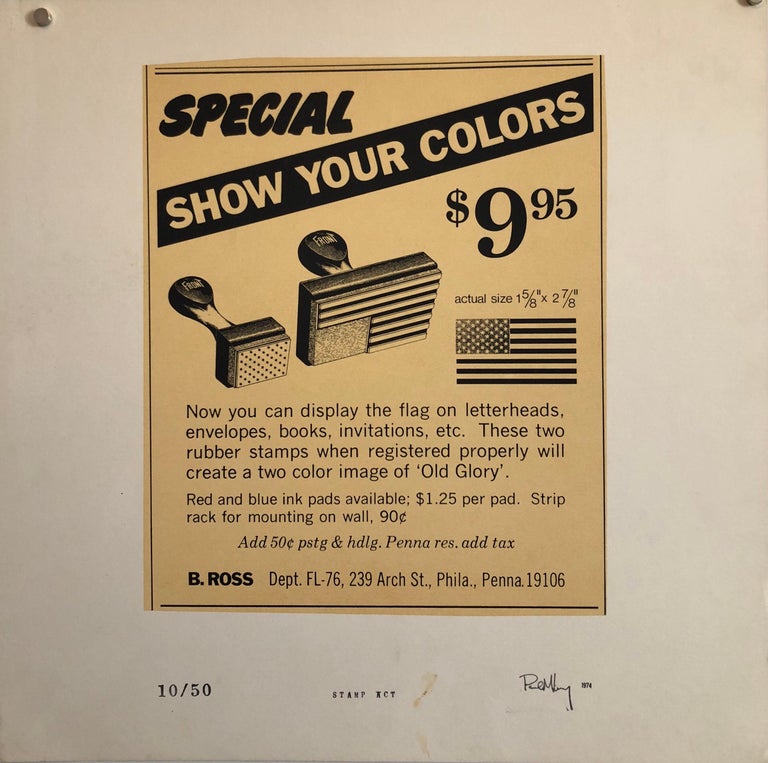 SPECIAL
SHOW YOUR COLORS
$9.95
FRONT
FRONT
actual size 1 5/8" x 2 7/8"
Now you can display the flag on letterheads,
envelopes, books, invitations, etc. These two
rubber stamps when registered properly will
create a two color image of 'Old Glory'.
Red and blue ink pads available; $1.25 per pad. Strip
rack for mounting on wall, 90¢
Add 50¢ pstg & hdlg. Penna res. add tax
B. ROSS Dept. FL-76, 239 Arch St., Phila., Penna. 19106
10/50 STAMP ACT 1974